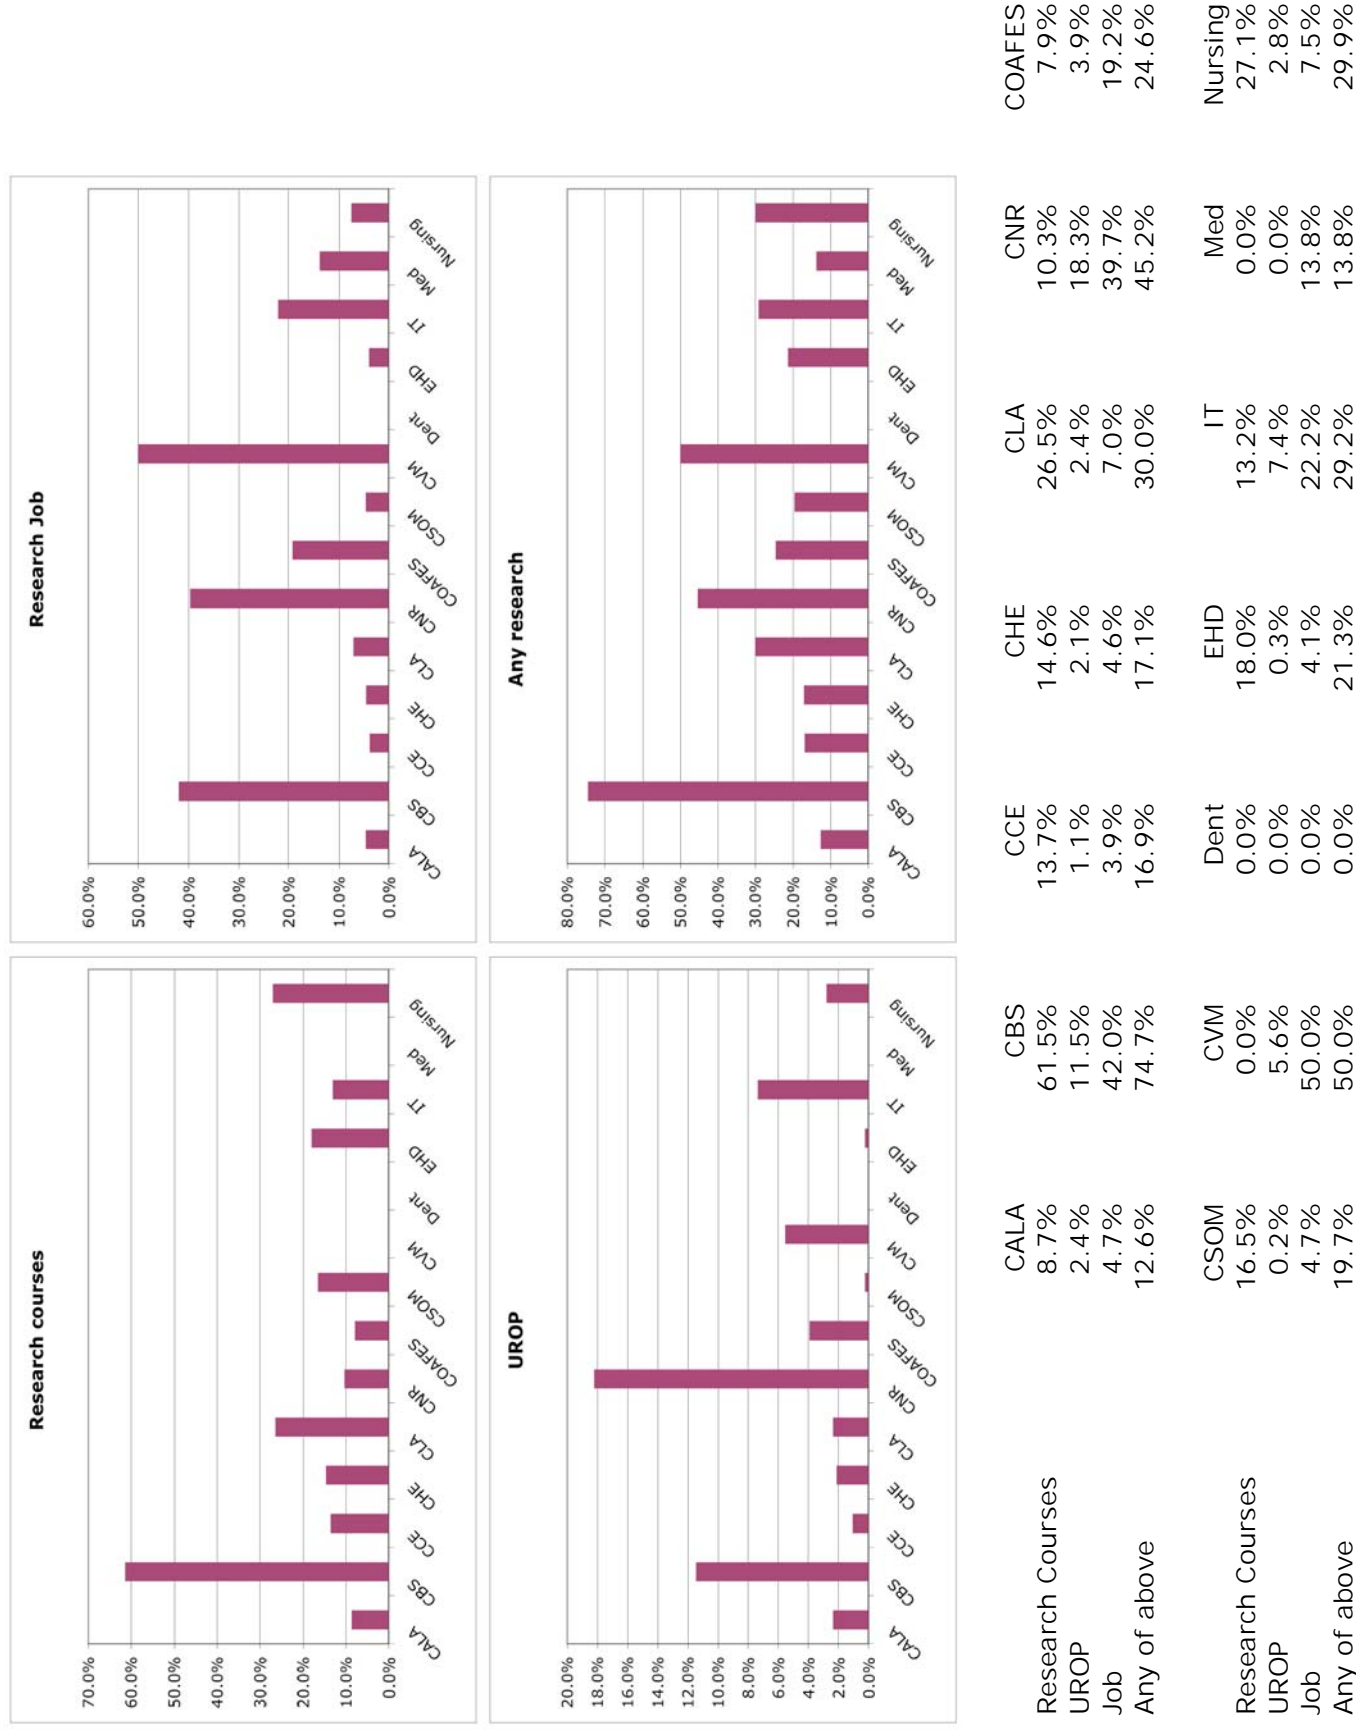 Research courses
70.0%
60.0%
50.0%
40.0%
30.0%
20.0%
10.0%
0.0%
CALA CBS CCE CHE CLA CNR COAFES CSOM CVM Dent EHD IT Med Nursing
Research Job
60.0%
50.0%
40.0%
30.0%
20.0%
10.0%
0.0%
CALA CBS CCE CHE CLA CNR COAFES CSOM CVM Dent EHD IT Med Nursing
UROP
20.0%
18.0%
16.0%
14.0%
12.0%
10.0%
8.0%
6.0%
4.0%
2.0%
0.0%
CALA CBS CCE CHE CLA CNR COAFES CSOM CVM Dent EHD IT Med Nursing
Any research
80.0%
70.0%
60.0%
50.0%
40.0%
30.0%
20.0%
10.0%
0.0%
CALA CBS CCE CHE CLA CNR COAFES CSOM CVM Dent EHD IT Med Nursing
CALA CBS CCE CHE CLA CNR COAFES
Research Courses 8.7% 61.5% 13.7% 14.6% 26.5% 10.3% 7.9%
UROP 2.4% 11.5% 1.1% 2.1% 2.4% 18.3% 3.9%
Job 4.7% 42.0% 3.9% 4.6% 7.0% 39.7% 19.2%
Any of above 12.6% 74.7% 16.9% 17.1% 30.0% 45.2% 24.6%
CSOM CVM Dent EHD IT Med Nursing
Research Courses 16.5% 0.0% 0.0% 18.0% 13.2% 0.0% 27.1%
UROP 0.2% 5.6% 0.0% 0.3% 7.4% 0.0% 2.8%
Job 4.7% 50.0% 0.0% 4.1% 22.2% 13.8% 7.5%
Any of above 19.7% 50.0% 0.0% 21.3% 29.2% 13.8% 29.9%